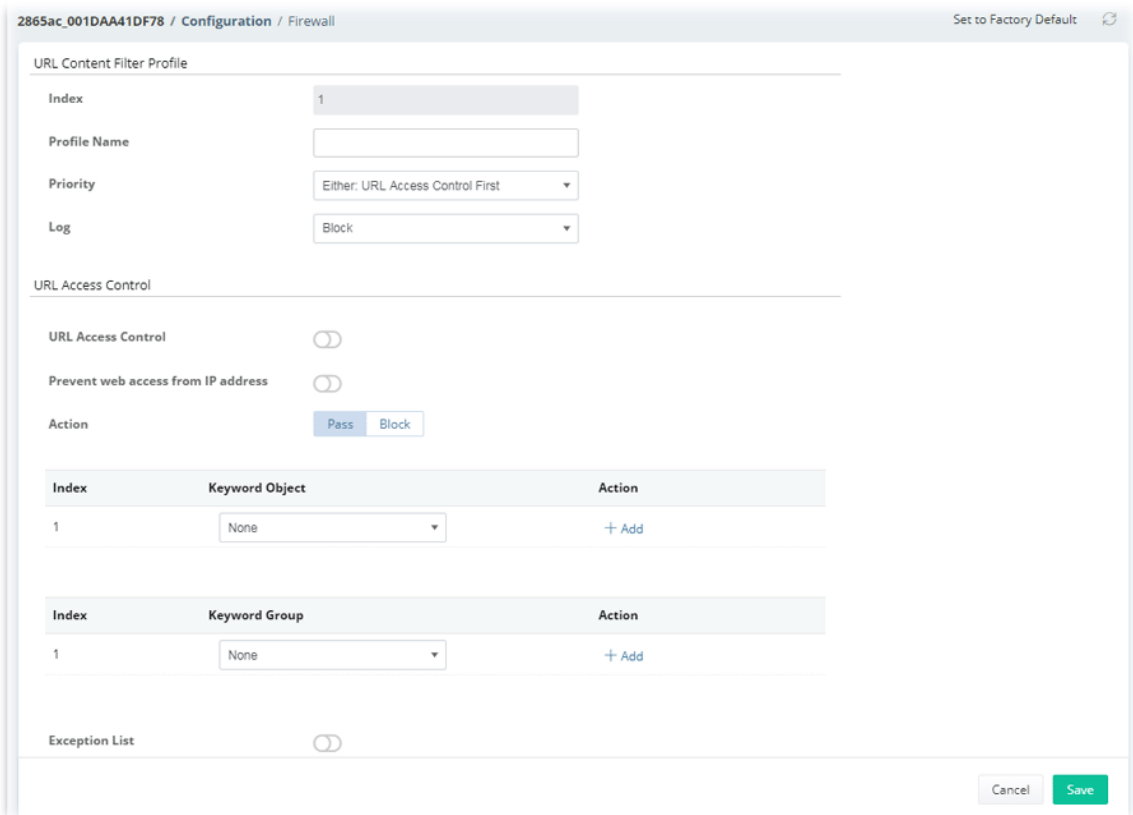 2865ac_001DAA41DF78 / Configuration / Firewall Set to Factory Default
URL Content Filter Profile
Index 1
Profile Name
Priority Either: URL Access Control First
Log Block
URL Access Control
URL Access Control
Prevent web access from IP address
Action Pass Block
Index Keyword Object Action
1 None + Add
Index Keyword Group Action
1 None + Add
Exception List
Cancel Save